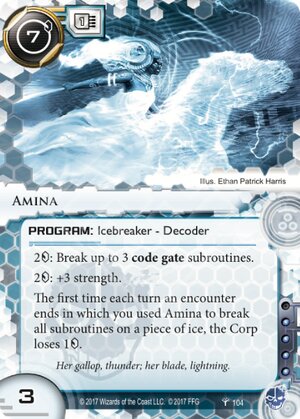 7
1
Illus. Ethan Patrick Harris
AMINA
PROGRAM: Icebreaker - Decoder
2: Break up to 3 code gate subroutines.
2: +3 strength.
The first time each turn an encounter
ends in which you used Amina to break
all subroutines on a piece of ice, the Corp
loses 1.
Her gallop, thunder; her blade, lightning.
3
© 2017 Wizards of the Coast LLC. © 2017 FFG
104